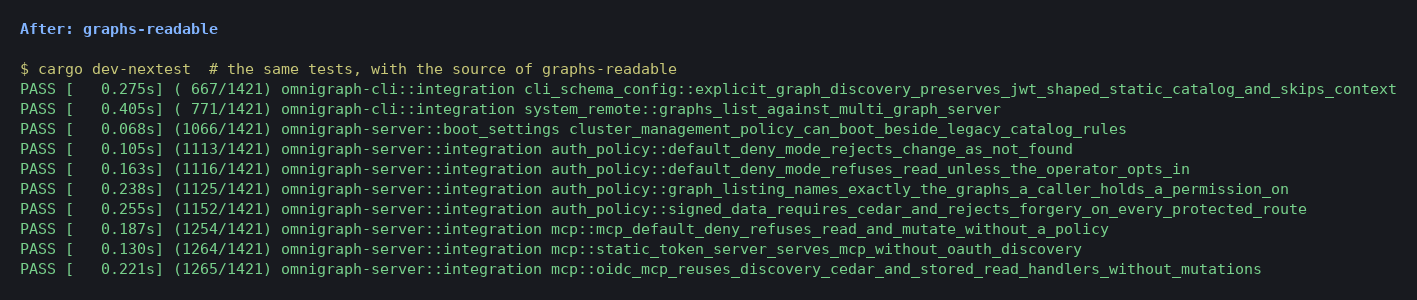 After: graphs-readable
$ cargo dev-nextest  # the same tests, with the source of graphs-readable
PASS [   0.275s] ( 667/1421) omnigraph-cli::integration cli_schema_config::explicit_graph_discovery_preserves_jwt_shaped_static_catalog_and_skips_context
PASS [   0.405s] ( 771/1421) omnigraph-cli::integration system_remote::graphs_list_against_multi_graph_server
PASS [   0.068s] (1066/1421) omnigraph-server::boot_settings cluster_management_policy_can_boot_beside_legacy_catalog_rules
PASS [   0.105s] (1113/1421) omnigraph-server::integration auth_policy::default_deny_mode_rejects_change_as_not_found
PASS [   0.163s] (1116/1421) omnigraph-server::integration auth_policy::default_deny_mode_refuses_read_unless_the_operator_opts_in
PASS [   0.238s] (1125/1421) omnigraph-server::integration auth_policy::graph_listing_names_exactly_the_graphs_a_caller_holds_a_permission_on
PASS [   0.255s] (1152/1421) omnigraph-server::integration auth_policy::signed_data_requires_cedar_and_rejects_forgery_on_every_protected_route
PASS [   0.187s] (1254/1421) omnigraph-server::integration mcp::mcp_default_deny_refuses_read_and_mutate_without_a_policy
PASS [   0.130s] (1264/1421) omnigraph-server::integration mcp::static_token_server_serves_mcp_without_oauth_discovery
PASS [   0.221s] (1265/1421) omnigraph-server::integration mcp::oidc_mcp_reuses_discovery_cedar_and_stored_read_handlers_without_mutations